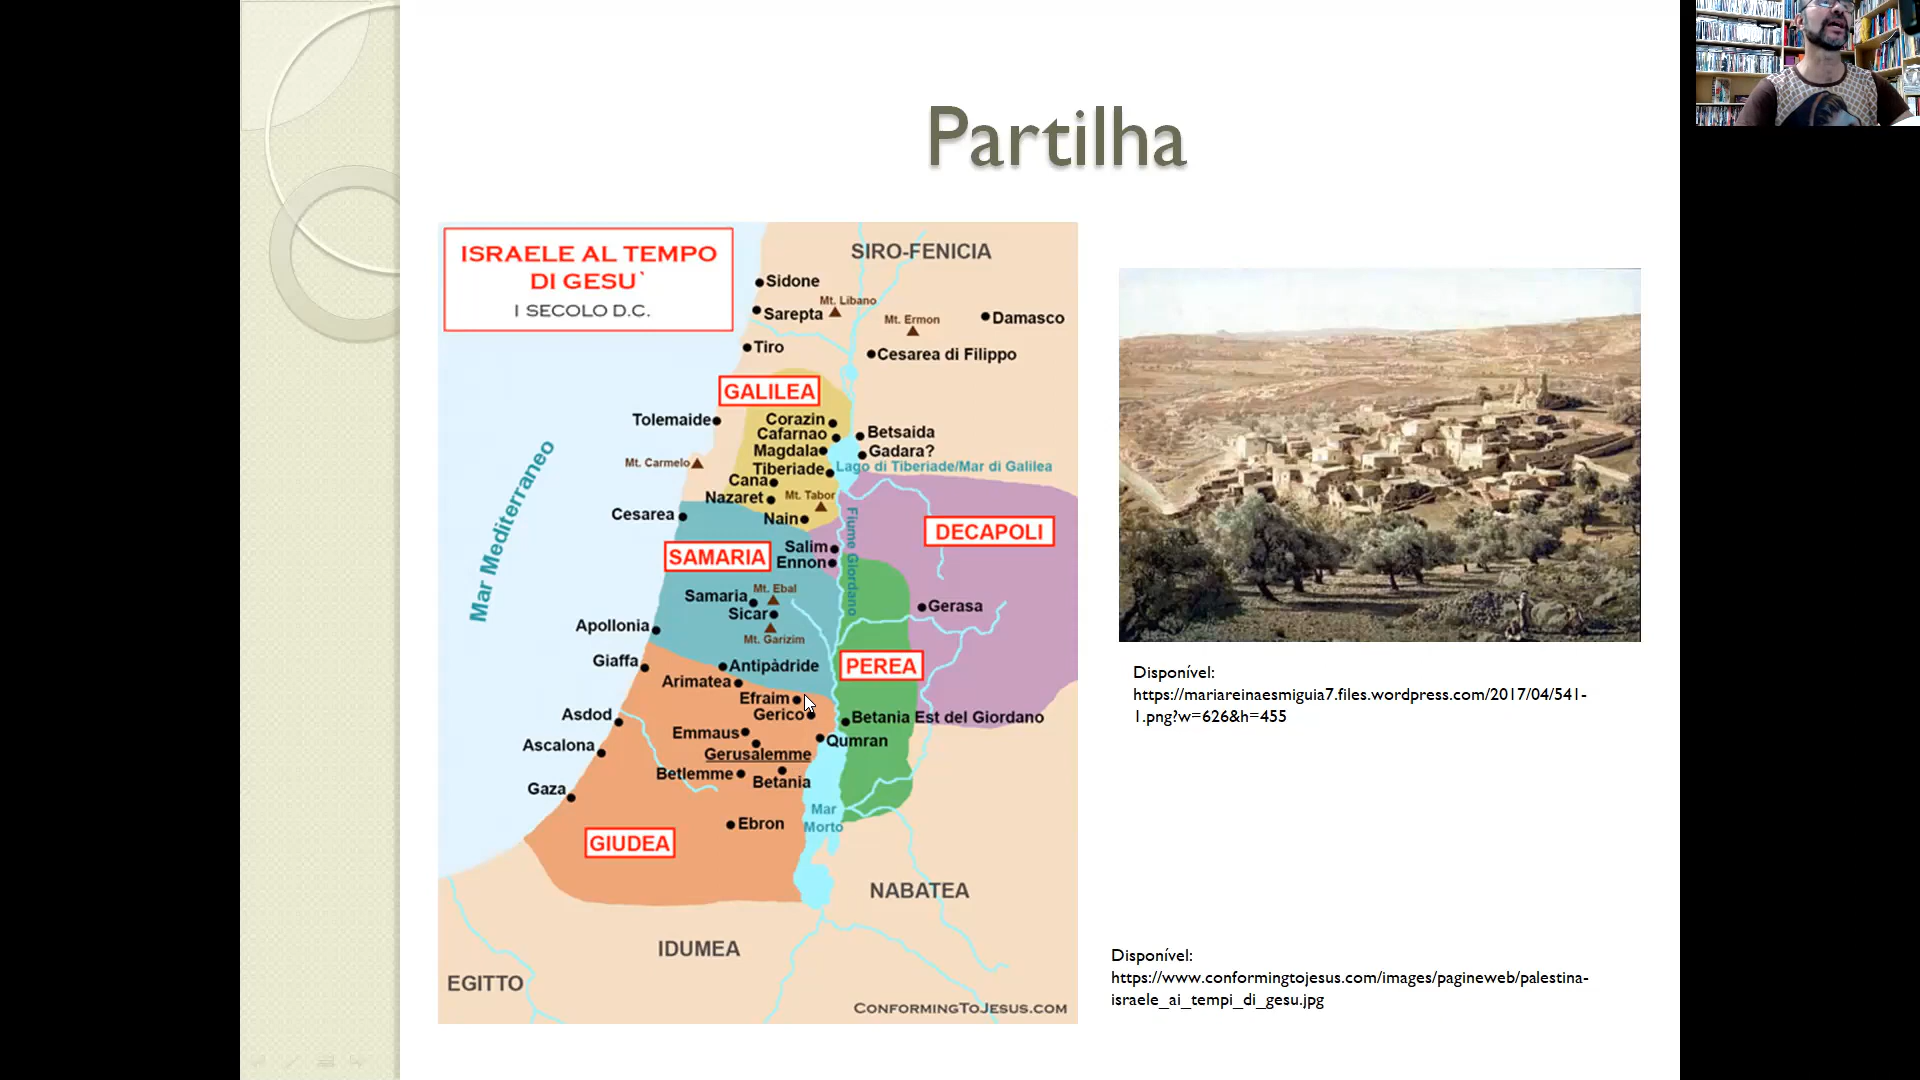 Partilha
ISRAELE AL TEMPO
DI GESU`
I SECOLO D.C.
SIRO-FENICIA
Sidone
Mt. Libano
Sarepta
Mt. Ermon
Damasco
Tiro
Cesarea di Filippo
GALILEA
Tolemaide
Corazin
Cafarnao
Betsaida
Magdala
Gadara?
Mt. Carmelo
Tiberiade
Lago di Tiberiade/Mar di Galilea
Cana
Nazaret
Mt. Tabor
Mar Mediterraneo
Cesarea
Nain
Fiume Giordano
DECAPOLI
SAMARIA
Salim
Ennon
Mt. Ebal
Samaria
Sicar
Gerasa
Apollonia
Mt. Garizim
Giaffa
Antipàdride
PEREA
Arimatea
Efraim
Asdod
Gerico
Betania Est del Giordano
Emmaus
Qumran
Ascalona
Gerusalemme
Betlemme
Betania
Gaza
Mar
Morto
Ebron
GIUDEA
NABATEA
IDUMEA
EGITTO
CONFORMINGTOJESUS.COM
Disponível:
https://mariareinaesmiguia7.files.wordpress.com/2017/04/541-
1.png?w=626&h=455
Disponível:
https://www.conformingtojesus.com/images/pagineweb/palestina-
israele_ai_tempi_di_gesu.jpg